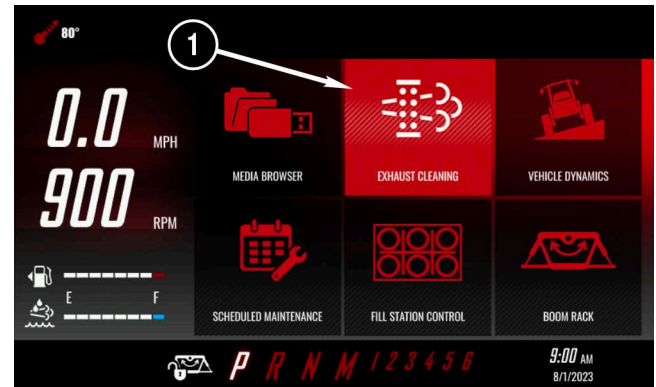 80°
1
0.0 MPH
900 RPM
E F
MEDIA BROWSER
EXHAUST CLEANING
VEHICLE DYNAMICS
SCHEDULED MAINTENANCE
FILL STATION CONTROL
BOOM RACK
P R N M 1 2 3 4 5 6
9:00 AM
8/1/2023